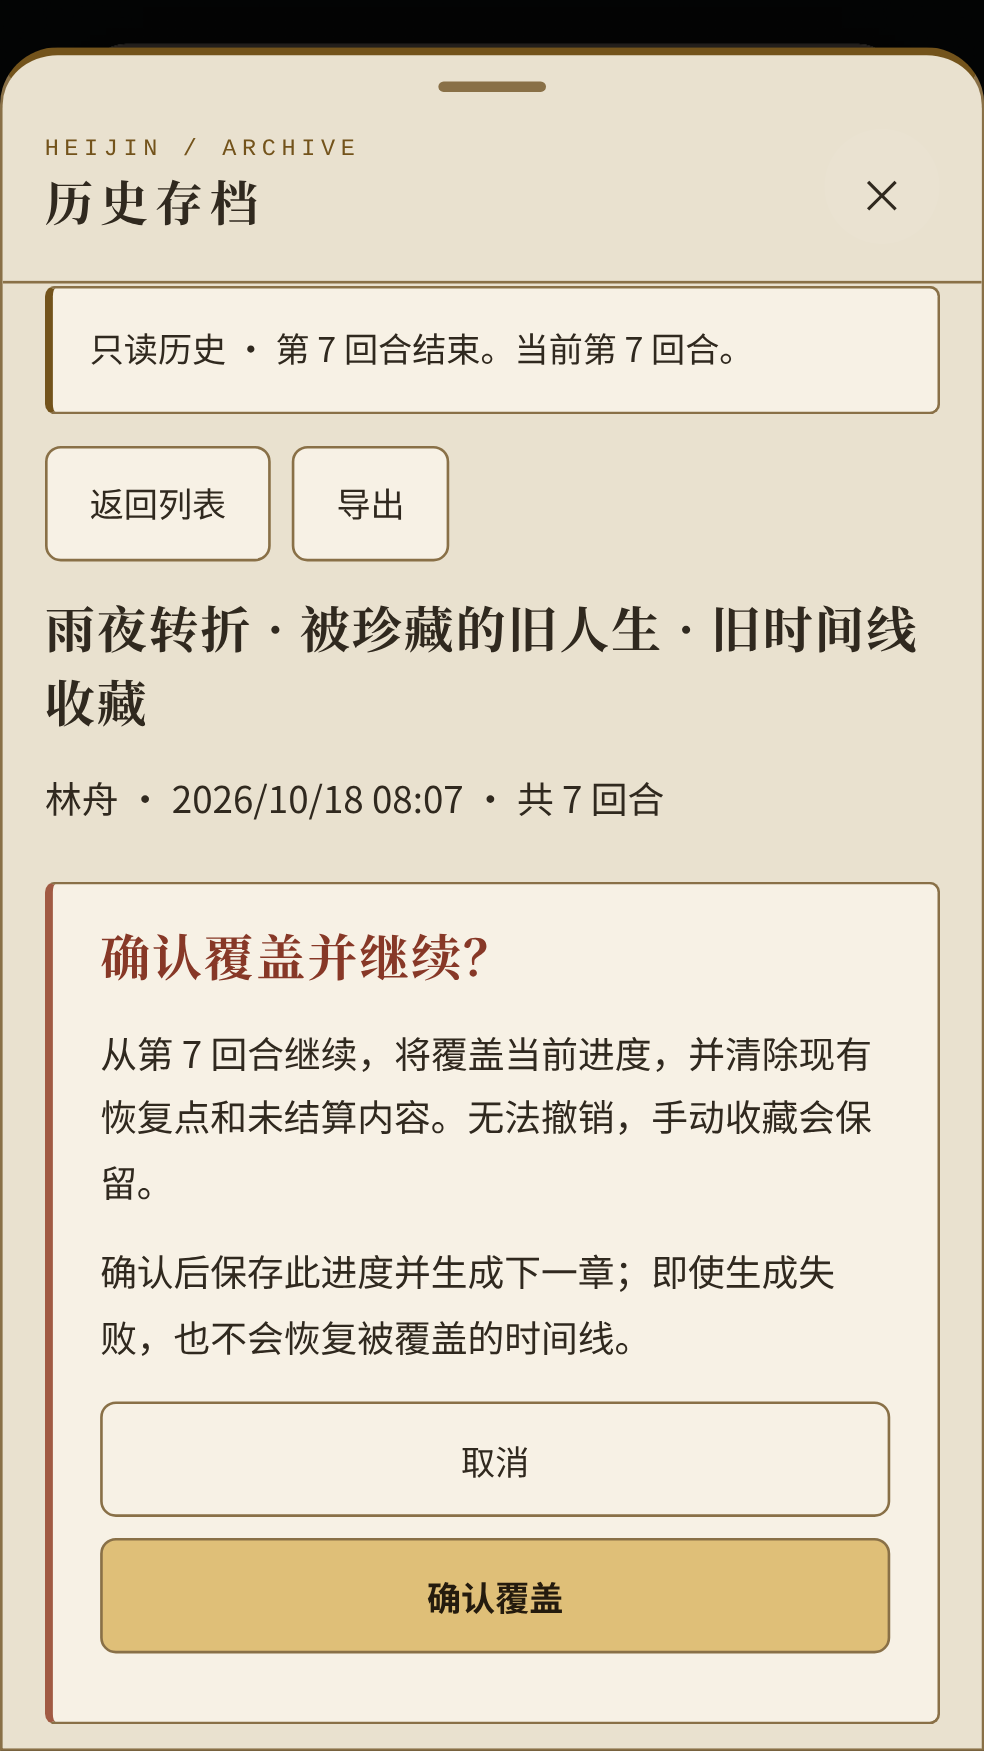 HEIJIN / ARCHIVE
历史存档
只读历史 · 第 7 回合结束。当前第 7 回合。
返回列表
导出
雨夜转折 · 被珍藏的旧人生 · 旧时间线
收藏
林舟 · 2026/10/18 08:07 · 共 7 回合
确认覆盖并继续？
从第 7 回合继续，将覆盖当前进度，并清除现有
恢复点和未结算内容。无法撤销，手动收藏会保
留。
确认后保存此进度并生成下一章；即使生成失
败，也不会恢复被覆盖的时间线。
取消
确认覆盖